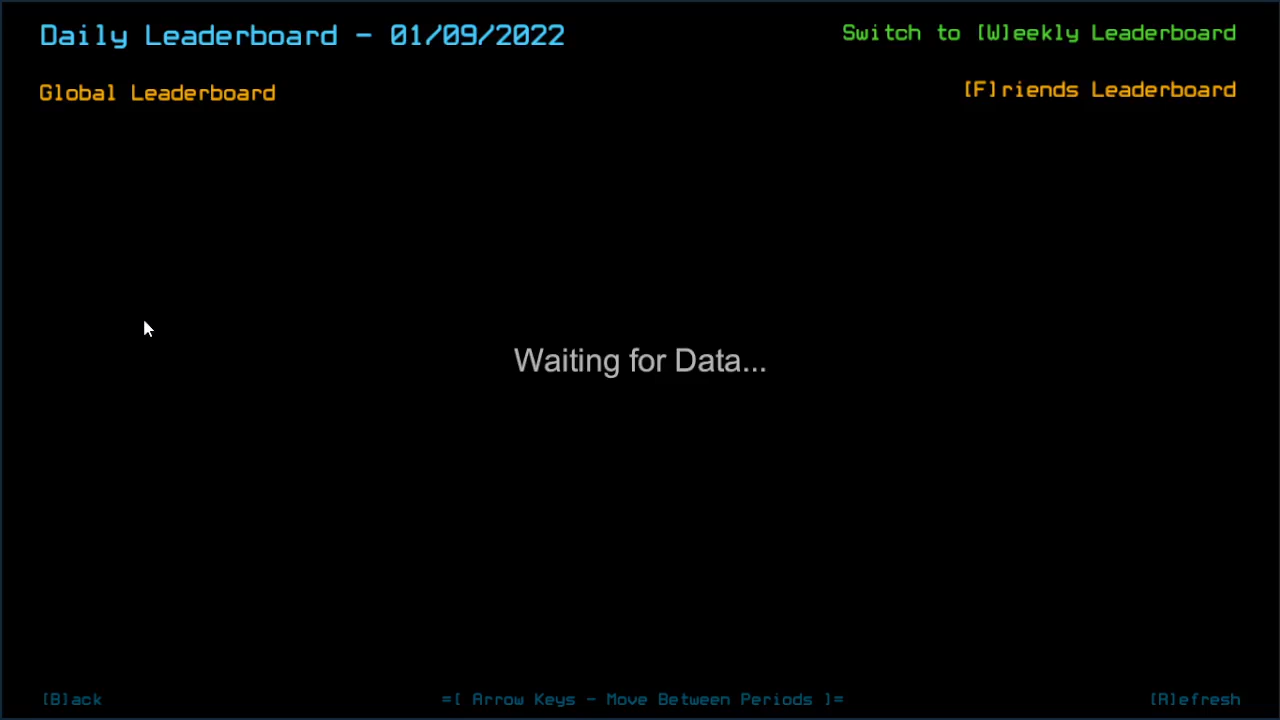 Daily Leaderboard - 01/09/2022
Switch to [W]eekly Leaderboard
Global Leaderboard
[F]riends Leaderboard
Waiting for Data...
[B]ack
=[ Arrow Keys - Move Between Periods ]=
[R]efresh